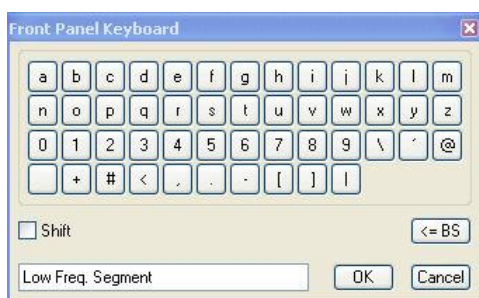 Front Panel Keyboard
a b c d e f g h i j k l m
n o p q r s t u v w x y z
0 1 2 3 4 5 6 7 8 9 \ ´ @
+ # < , . - [ ] |
Shift
<= BS
Low Freq. Segment
OK Cancel